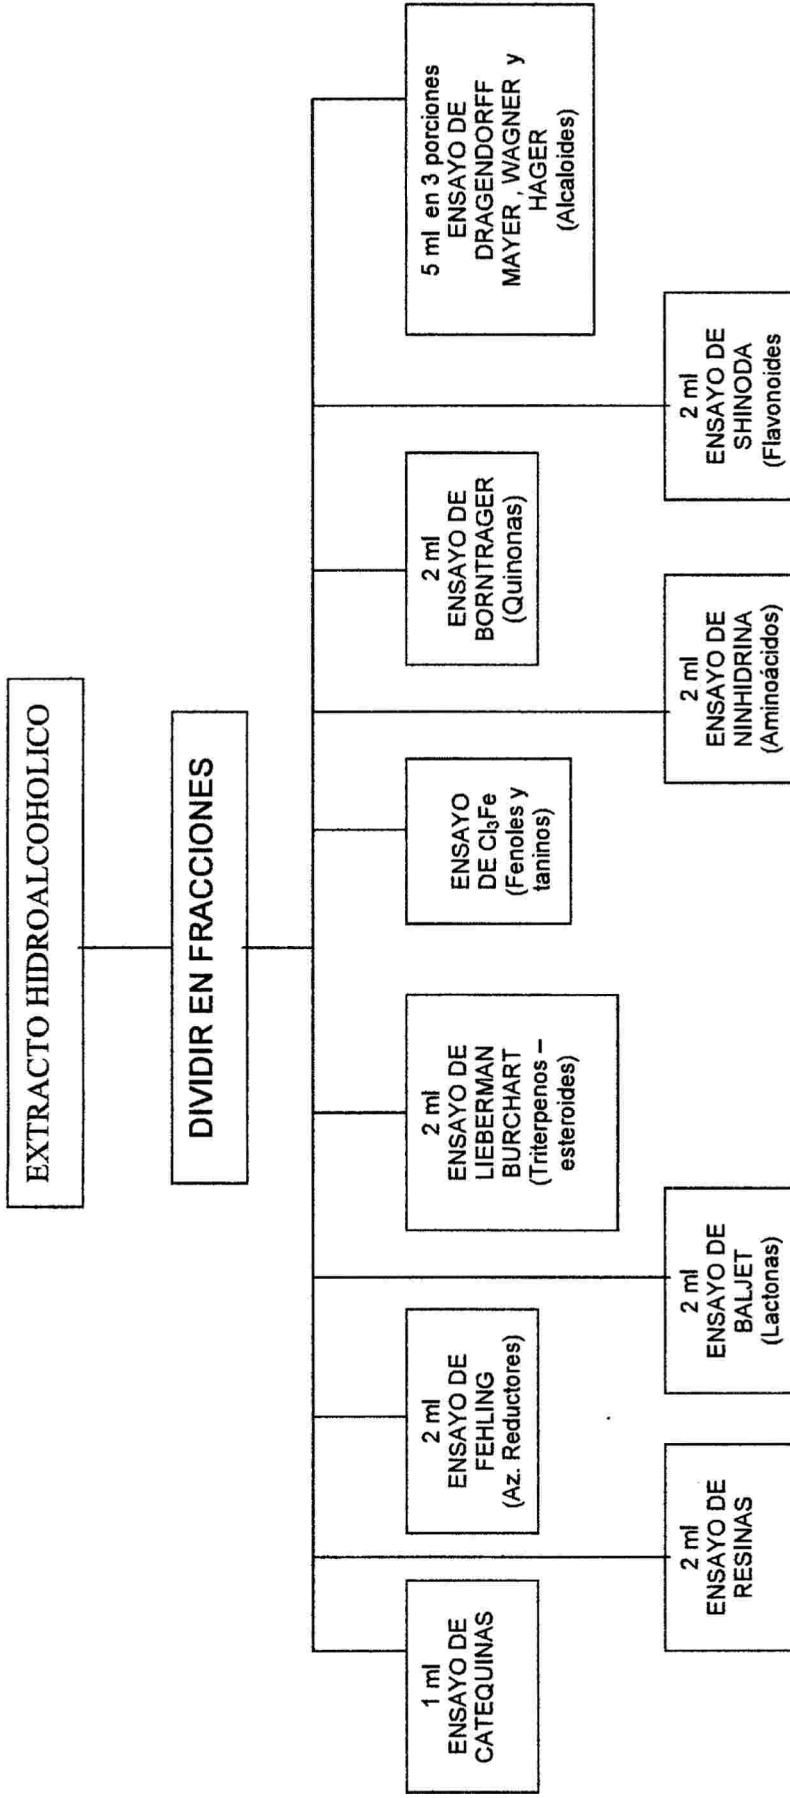 EXTRACTO HIDROALCOHOLICO
DIVIDIR EN FRACCIONES
1 ml
ENSAYO DE
CATEQUINAS
2 ml
ENSAYO DE
FEHLING
(Az. Reductores)
2 ml
ENSAYO DE
LIEBERMAN
BURCHART
(Triterpenos –
esteroides)
ENSAYO
DE Cl₃Fe
(Fenoles y
taninos)
2 ml
ENSAYO DE
BORNTRAGER
(Quinonas)
5 ml en 3 porciones
ENSAYO DE
DRAGENDORFF
MAYER , WAGNER y
HAGER
(Alcaloides)
2 ml
ENSAYO DE
RESINAS
2 ml
ENSAYO DE
BALJET
(Lactonas)
2 ml
ENSAYO DE
NINHIDRINA
(Aminoácidos)
2 ml
ENSAYO DE
SHINODA
(Flavonoides